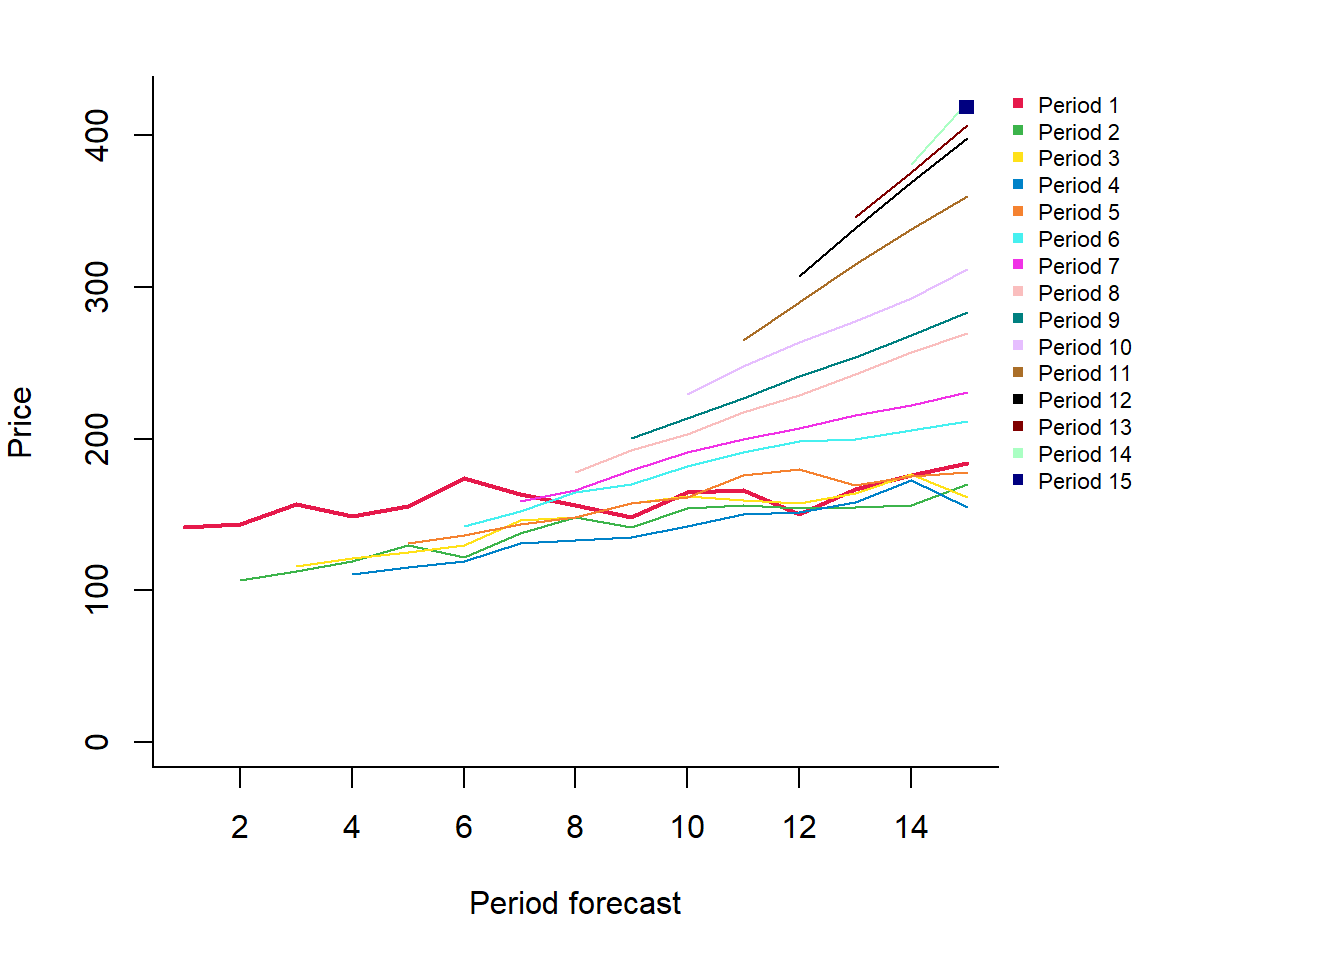 400
300
200
100
0
Price
2 4 6 8 10 12 14
Period forecast
Period 1
Period 2
Period 3
Period 4
Period 5
Period 6
Period 7
Period 8
Period 9
Period 10
Period 11
Period 12
Period 13
Period 14
Period 15